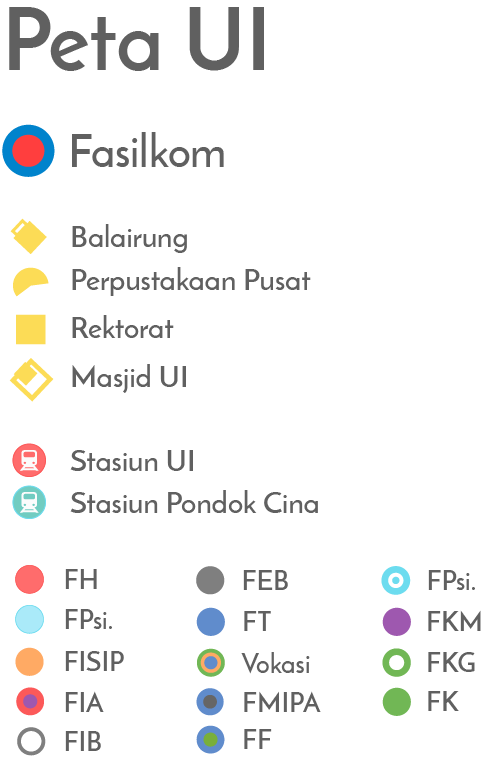 Peta UI
Fasilkom
Balairung
Perpustakaan Pusat
Rektorat
Masjid UI
Stasiun UI
Stasiun Pondok Cina
FH
FPsi.
FISIP
FIA
FIB
FEB
FT
Vokasi
FMIPA
FF
FPsi.
FKM
FKG
FK